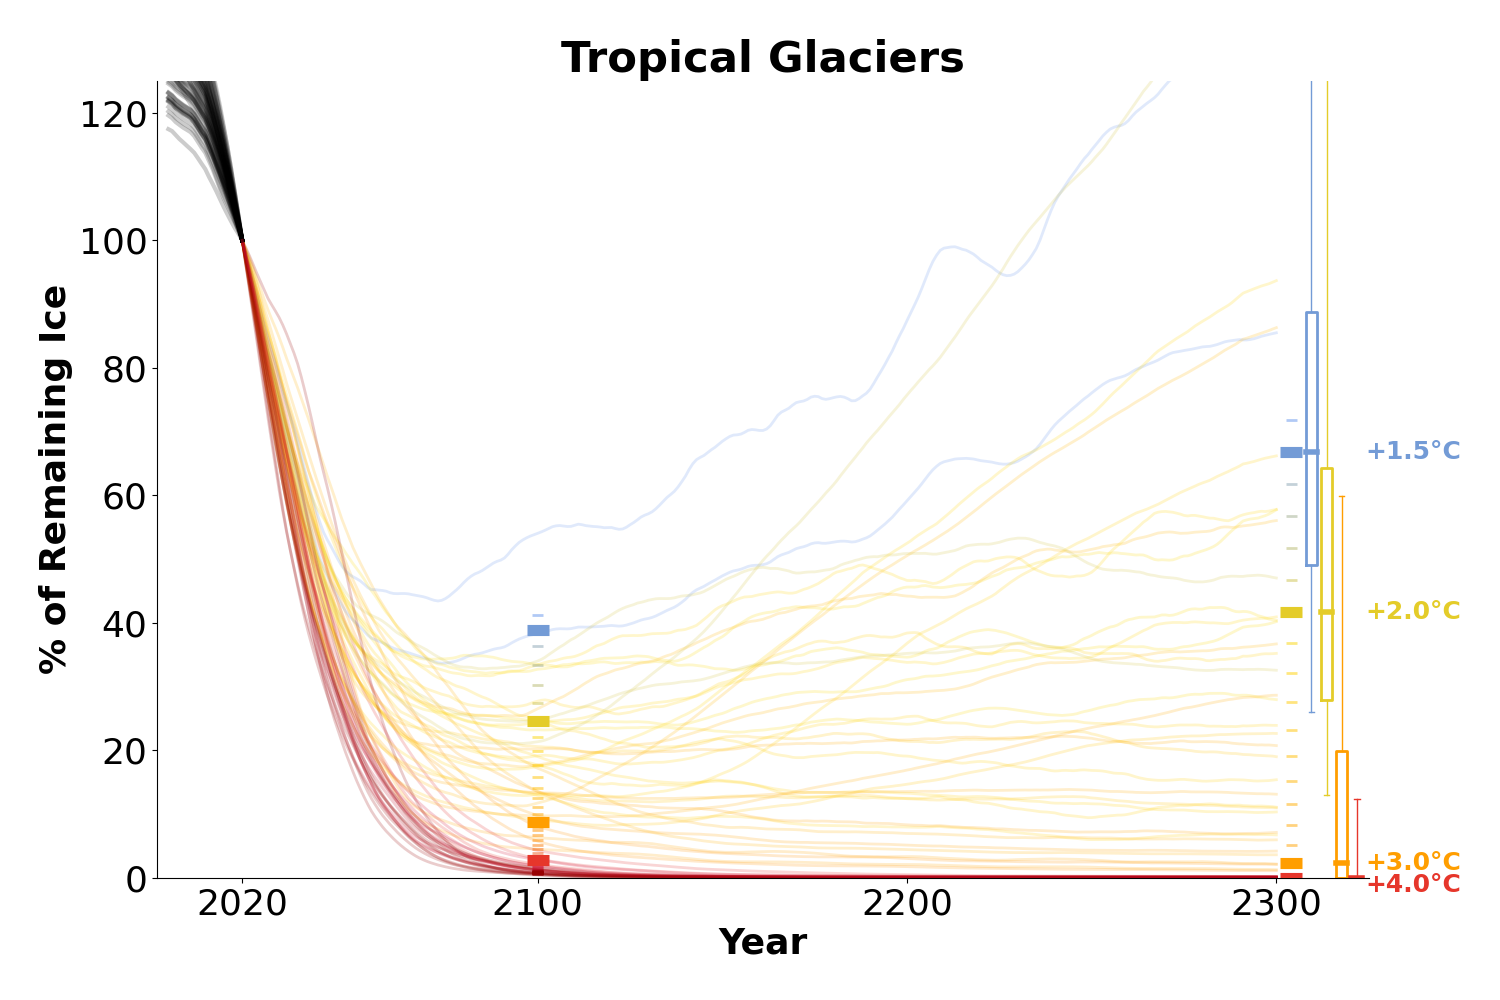 Tropical Glaciers
% of Remaining Ice
120
100
80
60
40
20
0
+1.5°C
+2.0°C
+3.0°C
+4.0°C
2020 2100 2200 2300
Year